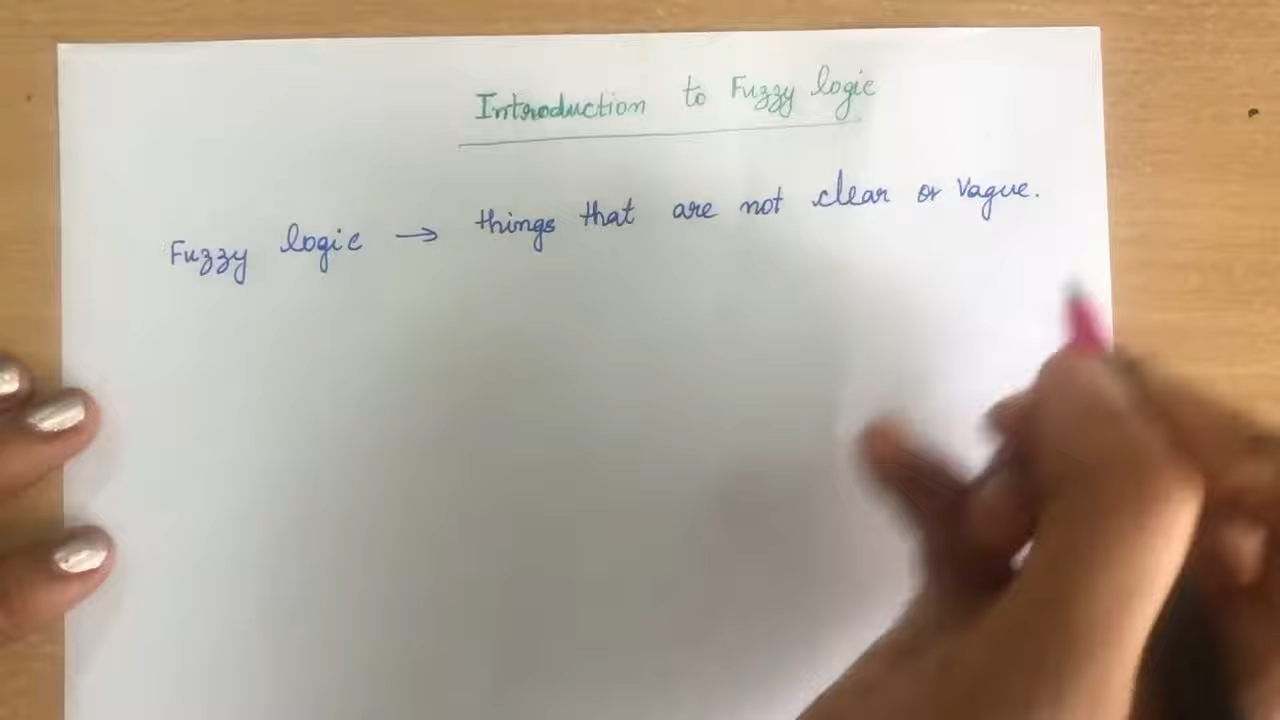 Introduction to Fuzzy logic
Fuzzy logic → things that are not clear or vague.